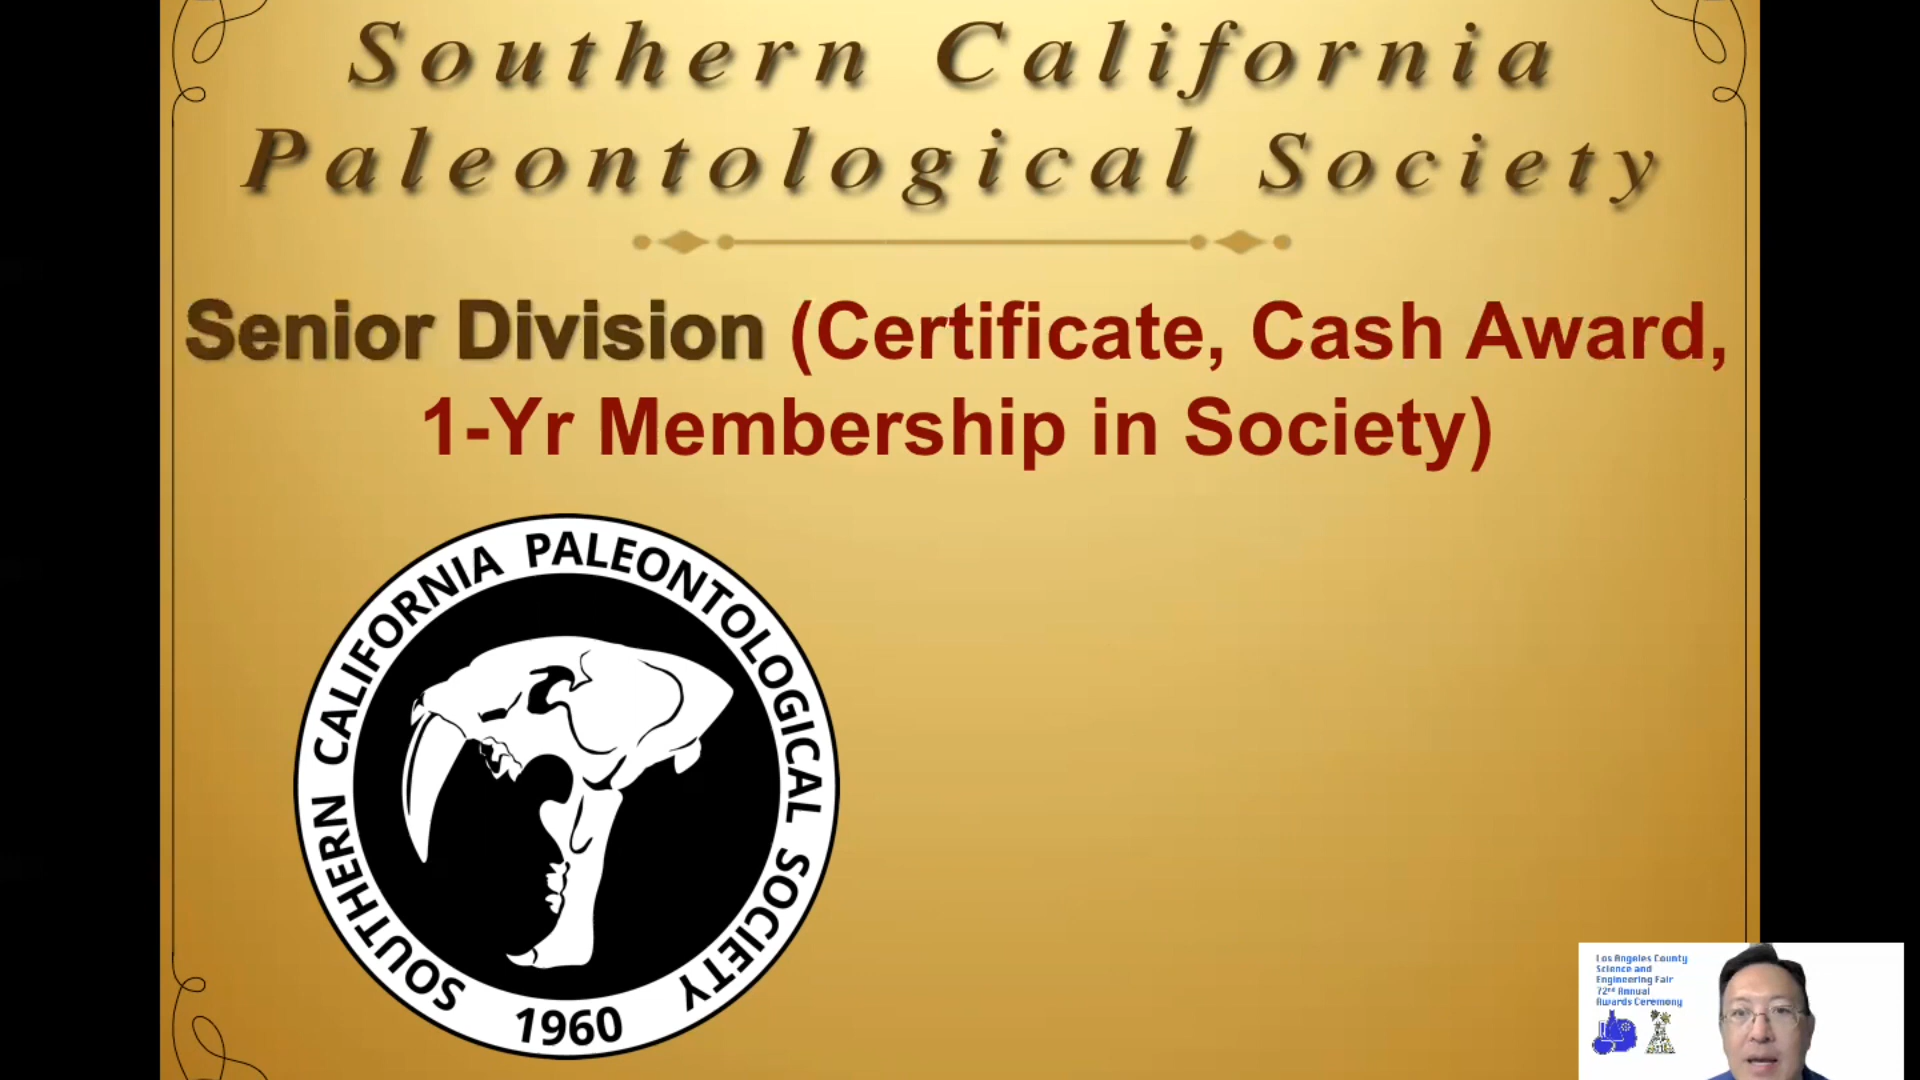 Southern California
Paleontological Society
Senior Division (Certificate, Cash Award,
1-Yr Membership in Society)
SOUTHERN CALIFORNIA PALEONTOLOGICAL SOCIETY
1960
Los Angeles County
Science and
Engineering Fair
72nd Annual
Awards Ceremony